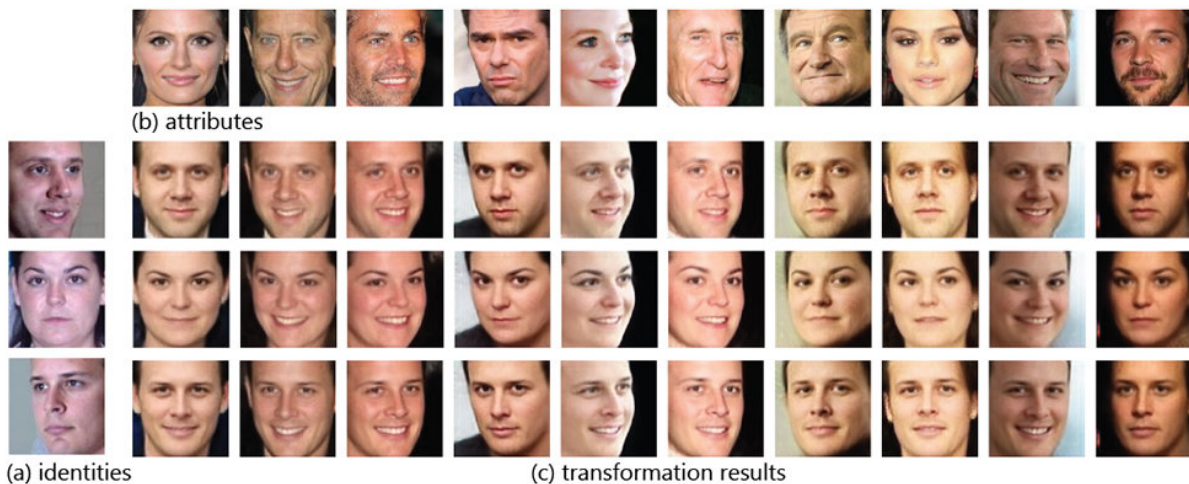 (b) attributes
(a) identities
(c) transformation results